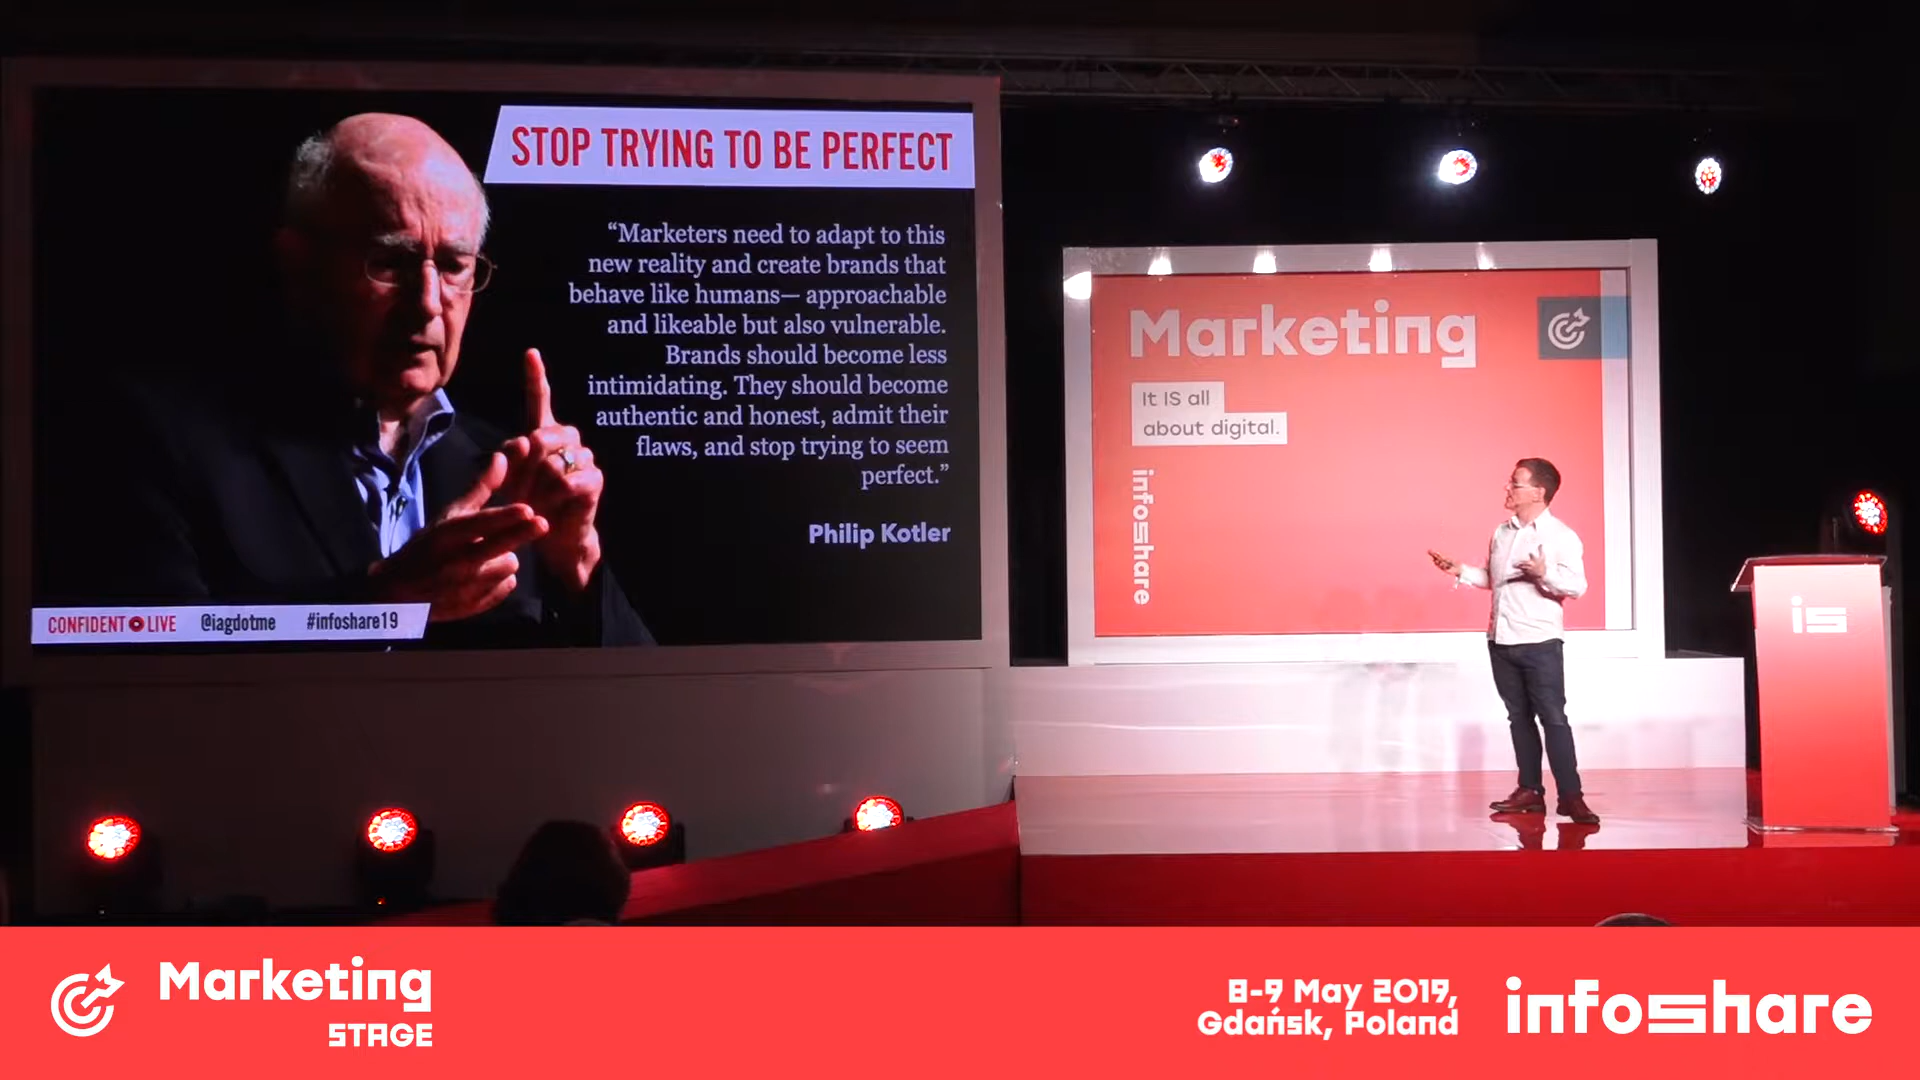 STOP TRYING TO BE PERFECT
“Marketers need to adapt to this
new reality and create brands that
behave like humans— approachable
and likeable but also vulnerable.
Brands should become less
intimidating. They should become
authentic and honest, admit their
flaws, and stop trying to seem
perfect.”
Philip Kotler
CONFIDENT LIVE @iagdotme #infoshare19
Marketing
It IS all
about digital.
infoshare
is
Marketing
STAGE
8-9 May 2019,
Gdańsk, Poland
infoshare